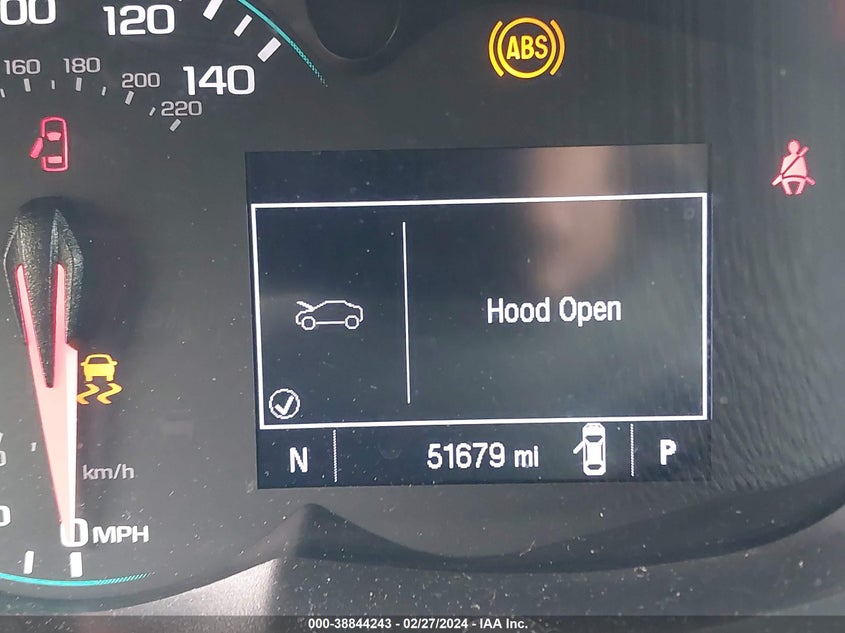 120
140
160
180
200
220
ABS
Hood Open
N
51679 mi
P
km/h
0 MPH
000-38844243 - 02/27/2024 - IAA Inc.